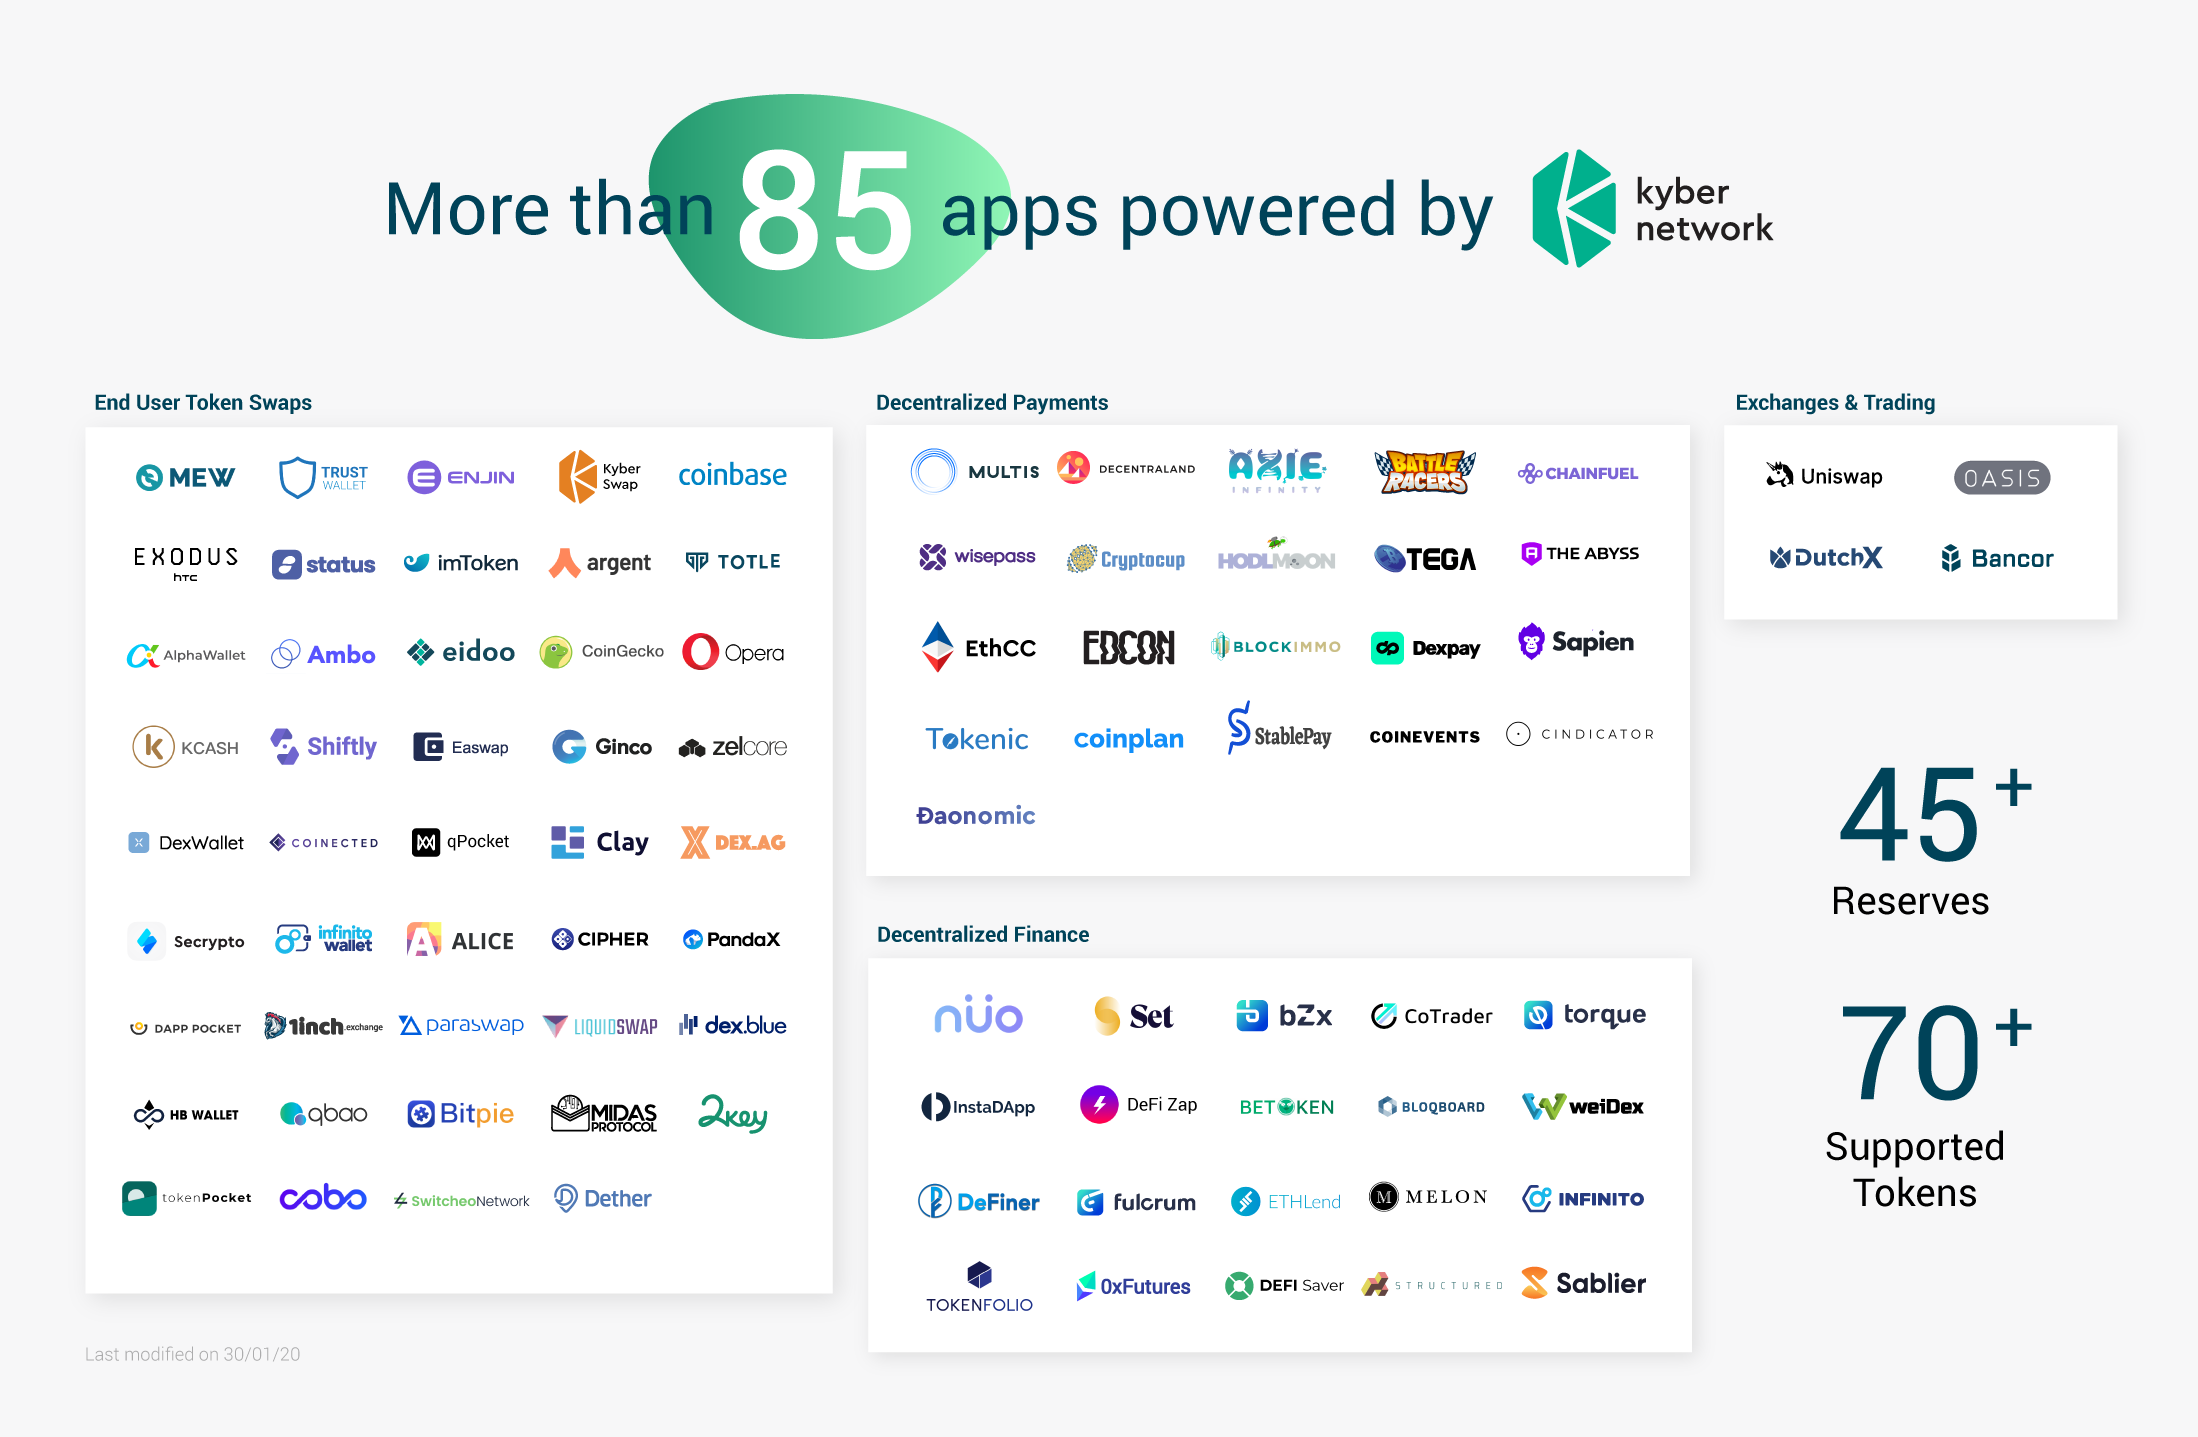 More than 85 apps powered by kyber network
End User Token Swaps
MEW TRUST WALLET ENJIN Kyber Swap coinbase
EXODUS hTC status imToken argent TOTLE
AlphaWallet Ambo eidoo CoinGecko Opera
KCASH Shiftly Easwap Ginco zelcore
DexWallet COINECTED qPocket Clay DEX.AG
Secrypto infinito wallet ALICE CIPHER PandaX
DAPP POCKET 1inch.exchange paraswap LIQUIDSWAP dex.blue
HB WALLET qbao Bitpie MIDAS PROTOCOL 2key
tokenPocket cobo SwitcheoNetwork Dether
Decentralized Payments
MULTIS DECENTRALAND AXIE INFINITY BATTLE RACERS CHAINFUEL
wisepass Cryptocup HODLMOON TEGA THE ABYSS
EthCC EDCON BLOCKIMMO Dexpay Sapien
Tokenic coinplan StablePay COINEVENTS CINDICATOR
Đaonomic
Decentralized Finance
nüo Set bZx CoTrader torque
InstaDApp DeFi Zap BETOKEN BLOQBOARD weiDex
DeFiner fulcrum ETHLend M MELON INFINITO
TOKENFOLIO 0xFutures DEFI Saver STRUCTURED Sablier
Exchanges & Trading
Uniswap OASIS
DutchX Bancor
45+
Reserves
70+
Supported
Tokens
Last modified on 30/01/20